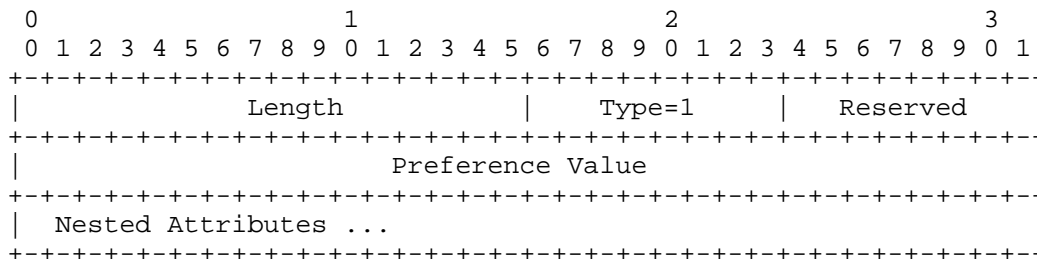 0                   1                   2                   3
 0 1 2 3 4 5 6 7 8 9 0 1 2 3 4 5 6 7 8 9 0 1 2 3 4 5 6 7 8 9 0 1
+-+-+-+-+-+-+-+-+-+-+-+-+-+-+-+-+-+-+-+-+-+-+-+-+-+-+-+-+-+-+-+-
|              Length           |    Type=1     |   Reserved
+-+-+-+-+-+-+-+-+-+-+-+-+-+-+-+-+-+-+-+-+-+-+-+-+-+-+-+-+-+-+-+-
|                       Preference Value
+-+-+-+-+-+-+-+-+-+-+-+-+-+-+-+-+-+-+-+-+-+-+-+-+-+-+-+-+-+-+-+-
|  Nested Attributes ...
+-+-+-+-+-+-+-+-+-+-+-+-+-+-+-+-+-+-+-+-+-+-+-+-+-+-+-+-+-+-+-+-